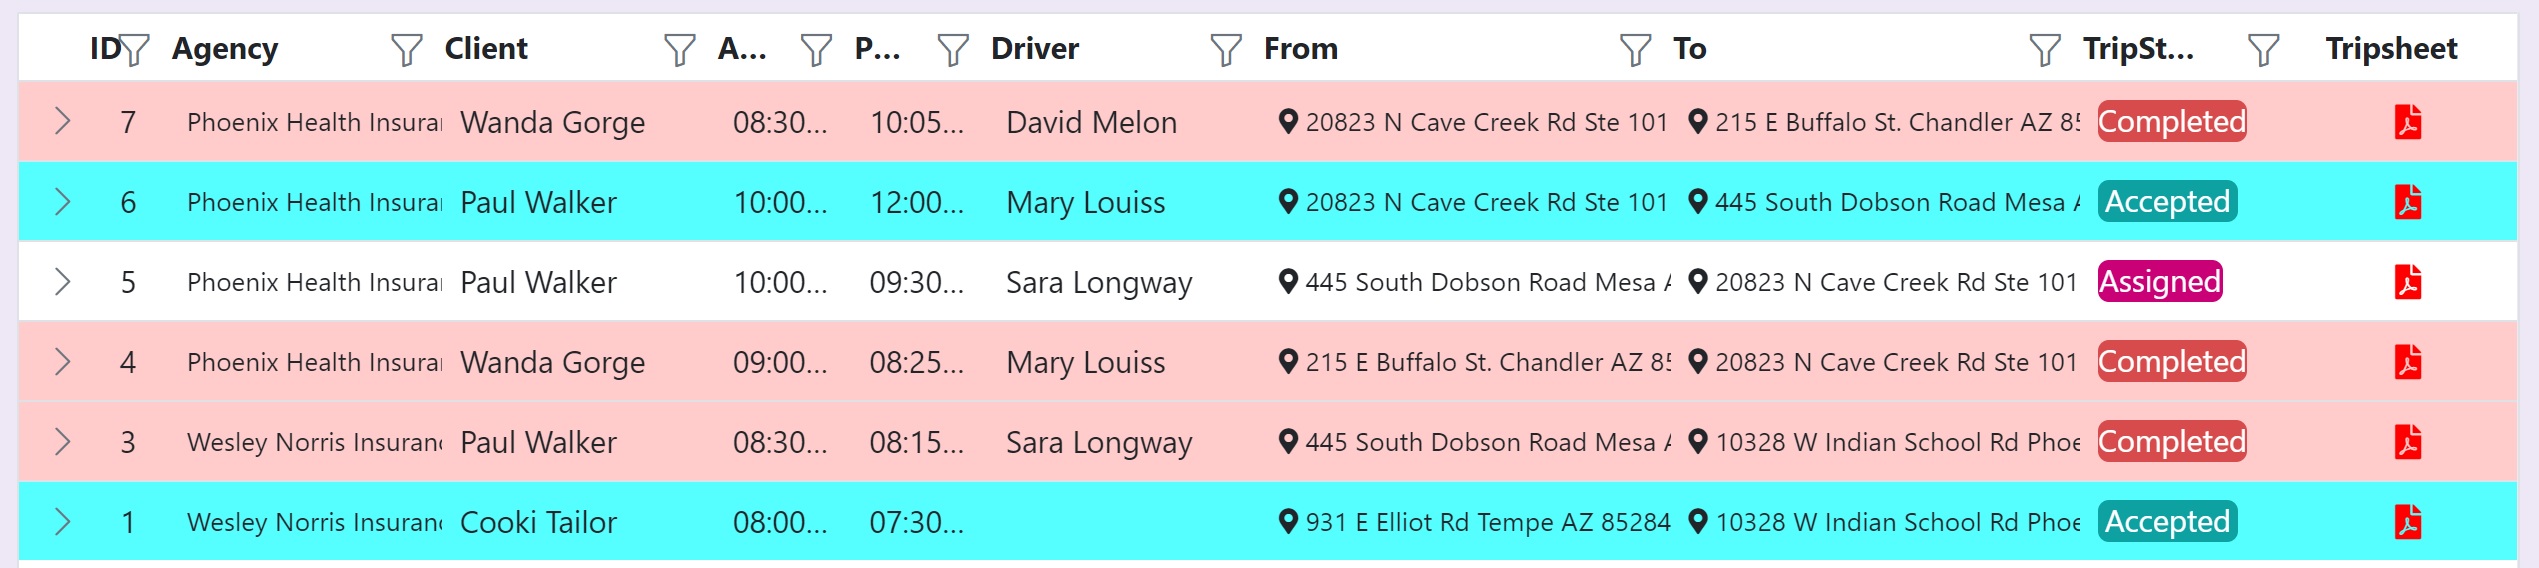 ID Agency Client A... P... Driver From To TripSt... Tripsheet
7 Phoenix Health Insura Wanda Gorge 08:30... 10:05... David Melon 20823 N Cave Creek Rd Ste 101 215 E Buffalo St. Chandler AZ 85 Completed
6 Phoenix Health Insura Paul Walker 10:00... 12:00... Mary Louiss 20823 N Cave Creek Rd Ste 101 445 South Dobson Road Mesa A Accepted
5 Phoenix Health Insura Paul Walker 10:00... 09:30... Sara Longway 445 South Dobson Road Mesa A 20823 N Cave Creek Rd Ste 101 Assigned
4 Phoenix Health Insura Wanda Gorge 09:00... 08:25... Mary Louiss 215 E Buffalo St. Chandler AZ 85 20823 N Cave Creek Rd Ste 101 Completed
3 Wesley Norris Insuranc Paul Walker 08:30... 08:15... Sara Longway 445 South Dobson Road Mesa A 10328 W Indian School Rd Phoe Completed
1 Wesley Norris Insuranc Cooki Tailor 08:00... 07:30... 931 E Elliot Rd Tempe AZ 85284 10328 W Indian School Rd Phoe Accepted